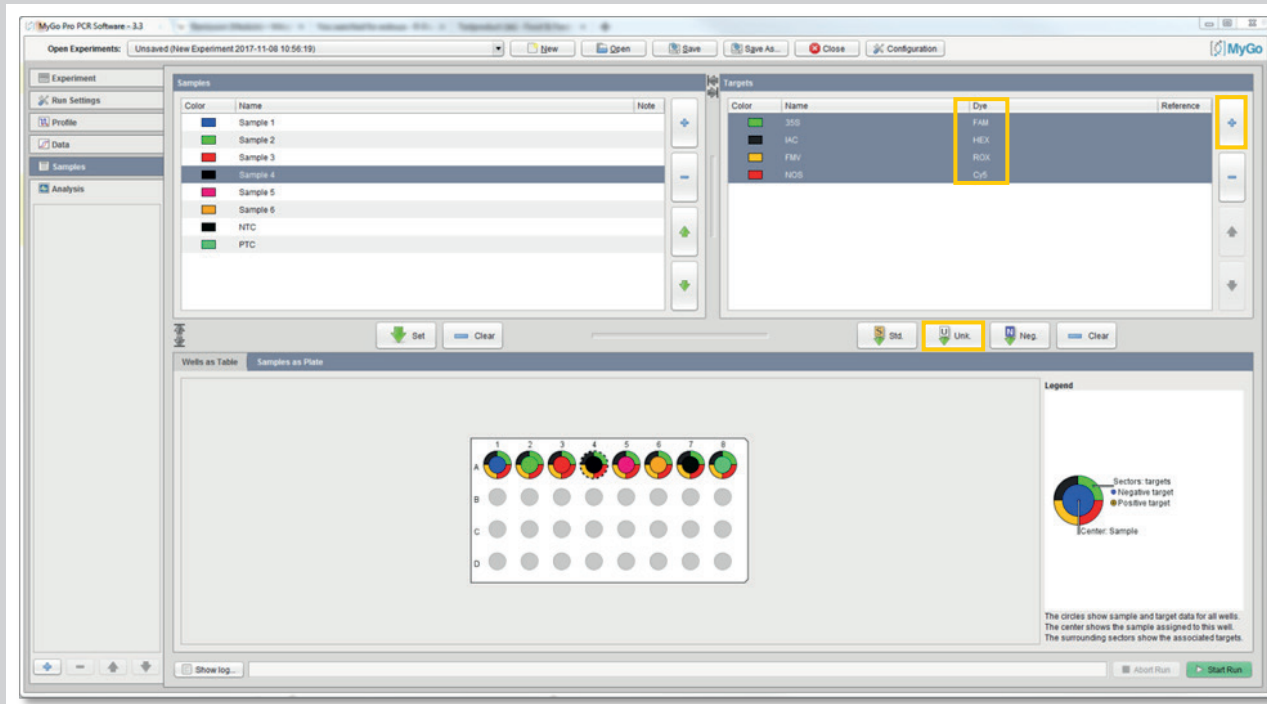 MyGo Pro PCR Software - 3.3
Open Experiments: Unsaved (New Experiment 2017-11-08 10:56:19) New Open Save Save As... Close Configuration MyGo
Experiment
Run Settings
Profile
Data
Samples
Analysis
Samples
Color Name Note
Sample 1
Sample 2
Sample 3
Sample 4
Sample 5
Sample 6
NTC
PTC
Targets
Color Name Dye Reference
35S FAM
IAC HEX
FMV ROX
NOS Cy5
Set Clear
S Std. U Unk. N Neg. Clear
Wells as Table Samples as Plate
1 2 3 4 5 6 7 8
A
B
C
D
Legend
Sectors: targets
Negative target
Positive target
Center: Sample
The circles show sample and target data for all wells.
The center shows the sample assigned to this well.
The surrounding sectors show the associated targets.
Show log... Abort Run Start Run